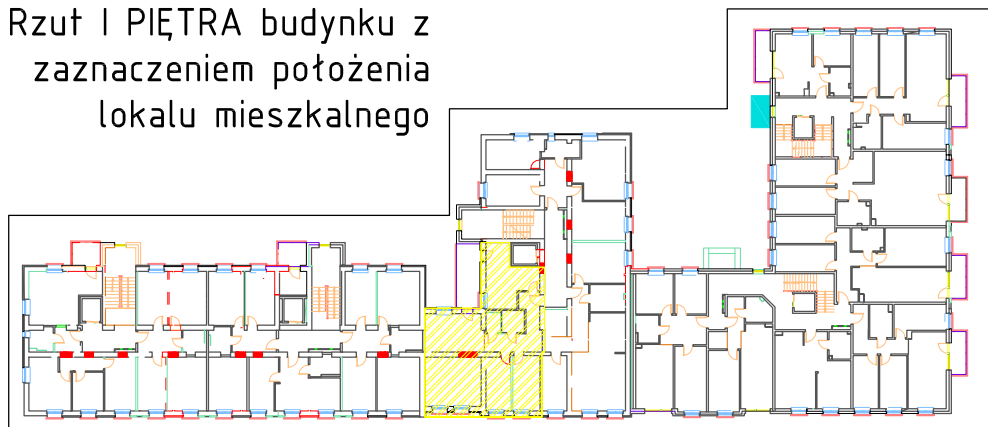 Rzut I PIĘTRA budynku z
zaznaczeniem położenia
lokalu mieszkalnego